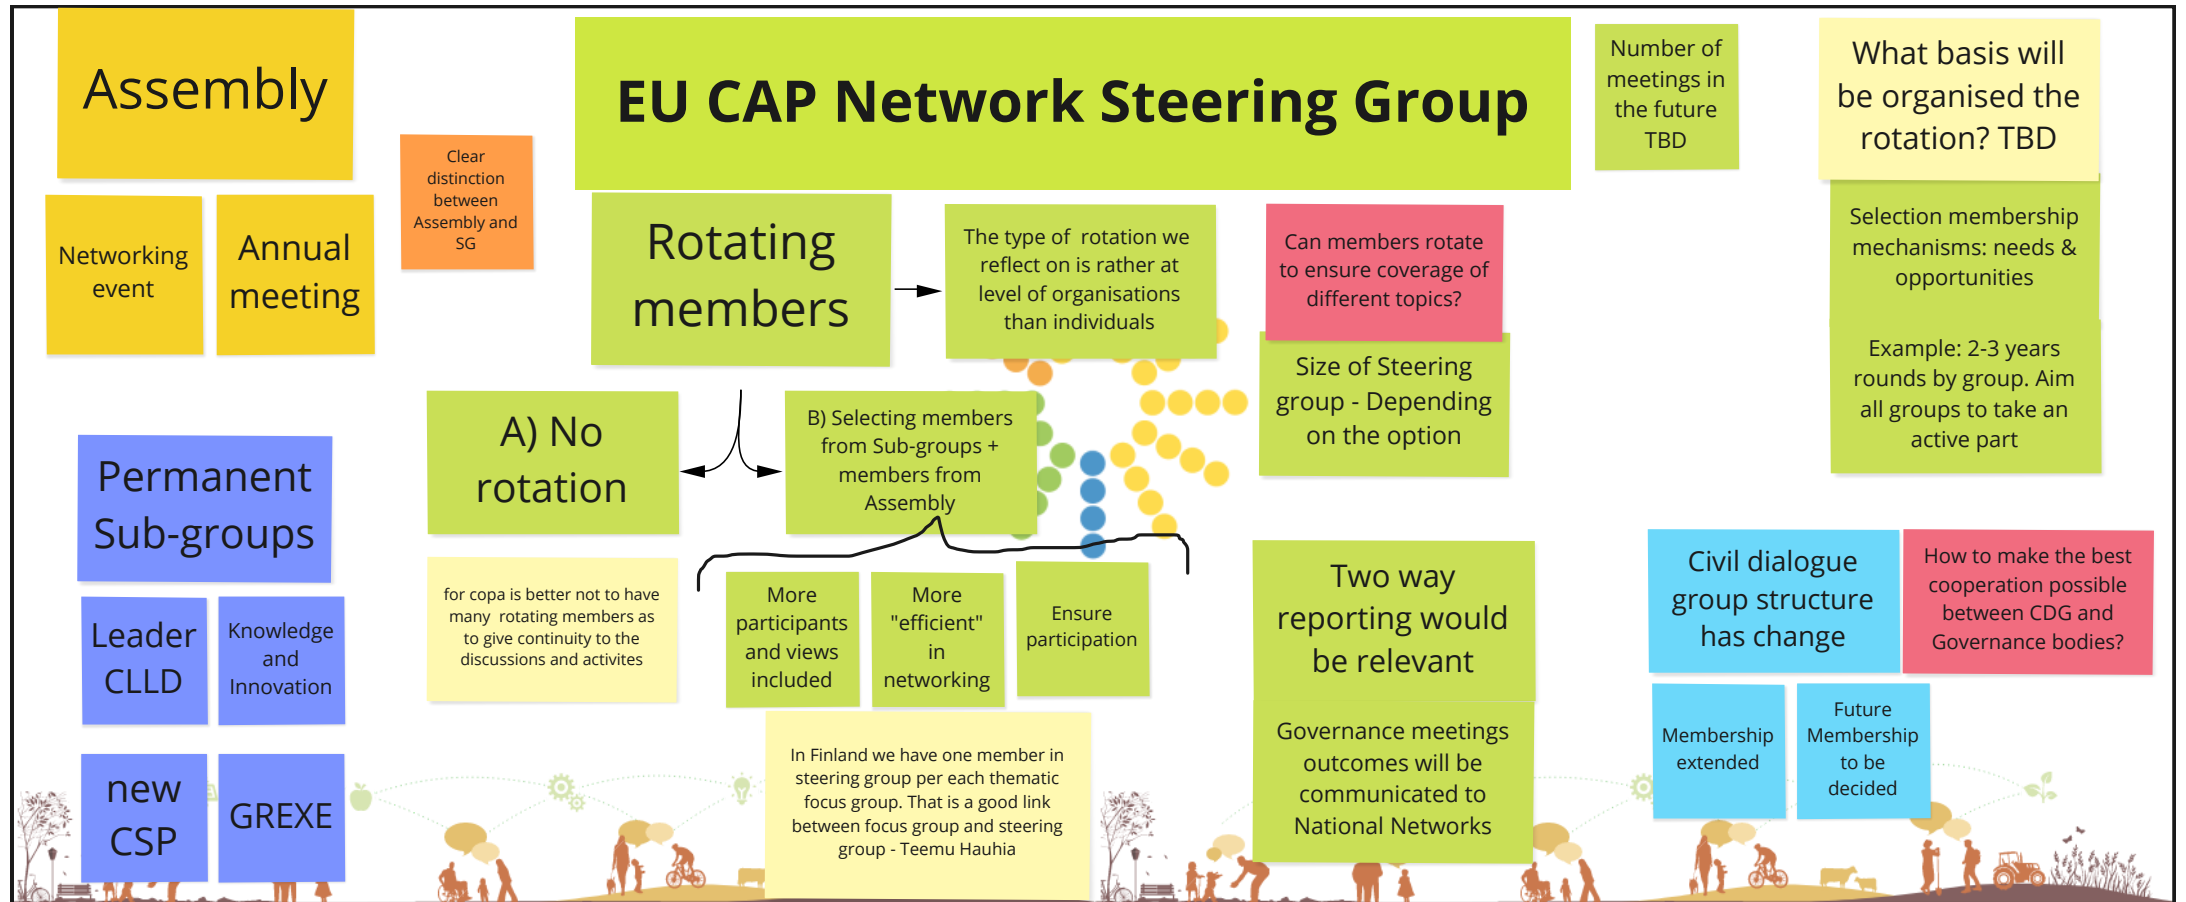 Assembly
Networking
event
Annual
meeting
Clear
distinction
between
Assembly and
SG
EU CAP Network Steering Group
Number of
meetings in
the future
TBD
What basis will
be organised the
rotation? TBD
Selection membership
mechanisms: needs &
opportunities
Example: 2-3 years
rounds by group. Aim
all groups to take an
active part
Rotating
members
The type of rotation we
reflect on is rather at
level of organisations
than individuals
Can members rotate
to ensure coverage of
different topics?
Size of Steering
group - Depending
on the option
A) No
rotation
B) Selecting members
from Sub-groups +
members from
Assembly
for copa is better not to have
many rotating members as
to give continuity to the
discussions and activites
More
participants
and views
included
More
"efficient"
in
networking
Ensure
participation
In Finland we have one member in
steering group per each thematic
focus group. That is a good link
between focus group and steering
group - Teemu Hauhia
Permanent
Sub-groups
Leader
CLLD
Knowledge
and
Innovation
new
CSP
GREXE
Two way
reporting would
be relevant
Governance meetings
outcomes will be
communicated to
National Networks
Civil dialogue
group structure
has change
How to make the best
cooperation possible
between CDG and
Governance bodies?
Membership
extended
Future
Membership
to be
decided